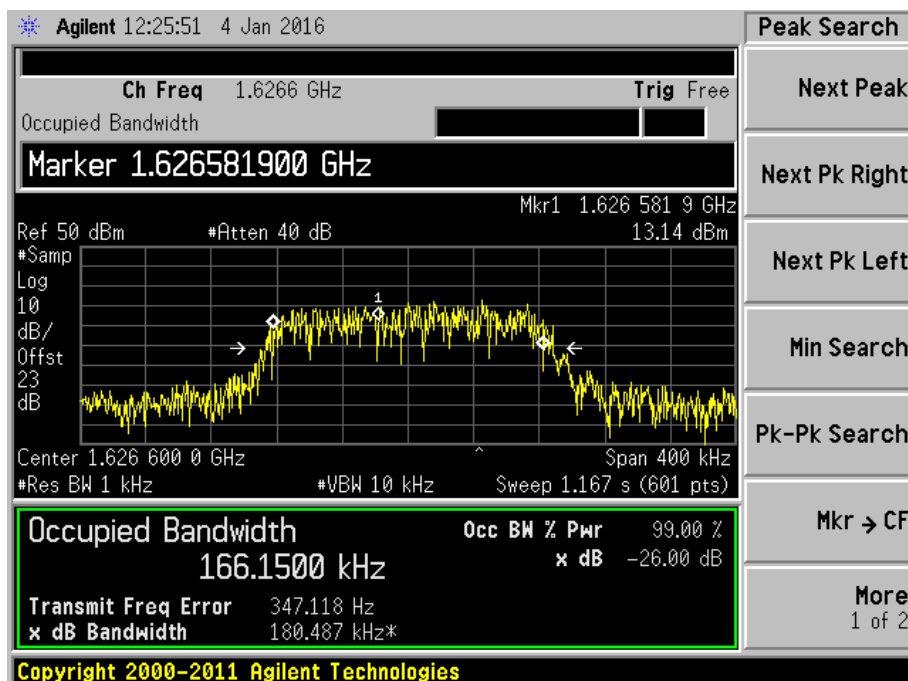 Agilent 12:25:51 4 Jan 2016
Peak Search
Ch Freq 1.6266 GHz Trig Free
Occupied Bandwidth
Marker 1.626581900 GHz
Mkr1 1.626 581 9 GHz
Ref 50 dBm #Atten 40 dB 13.14 dBm
#Samp
Log
10
dB/
Offst
23
dB
1
Center 1.626 600 0 GHz Span 400 kHz
#Res BW 1 kHz #VBW 10 kHz Sweep 1.167 s (601 pts)
Occupied Bandwidth Occ BW % Pwr 99.00 %
166.1500 kHz x dB -26.00 dB
Transmit Freq Error 347.118 Hz
x dB Bandwidth 180.487 kHz*
Next Peak
Next Pk Right
Next Pk Left
Min Search
Pk-Pk Search
Mkr → CF
More
1 of 2
Copyright 2000-2011 Agilent Technologies